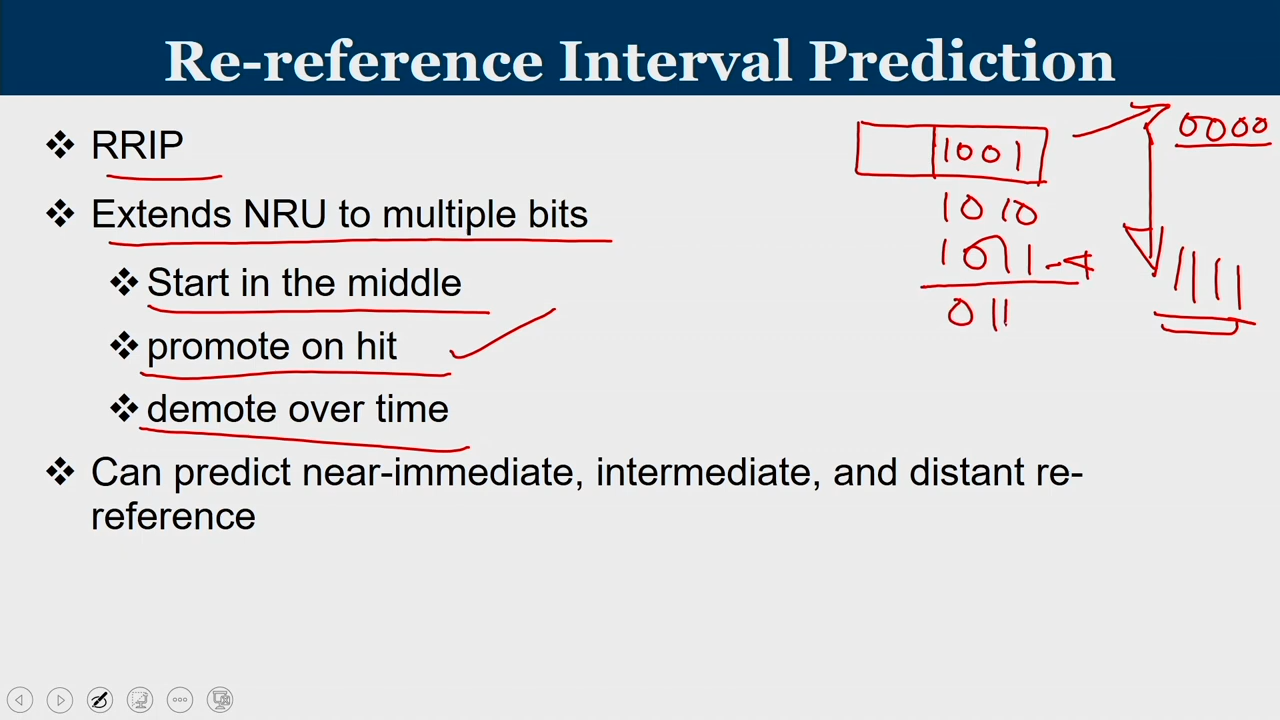 Re-reference Interval Prediction
❖ RRIP
❖ Extends NRU to multiple bits
❖ Start in the middle
❖ promote on hit
❖ demote over time
❖ Can predict near-immediate, intermediate, and distant re-
reference
1001
1010
1011
011
0000
1111